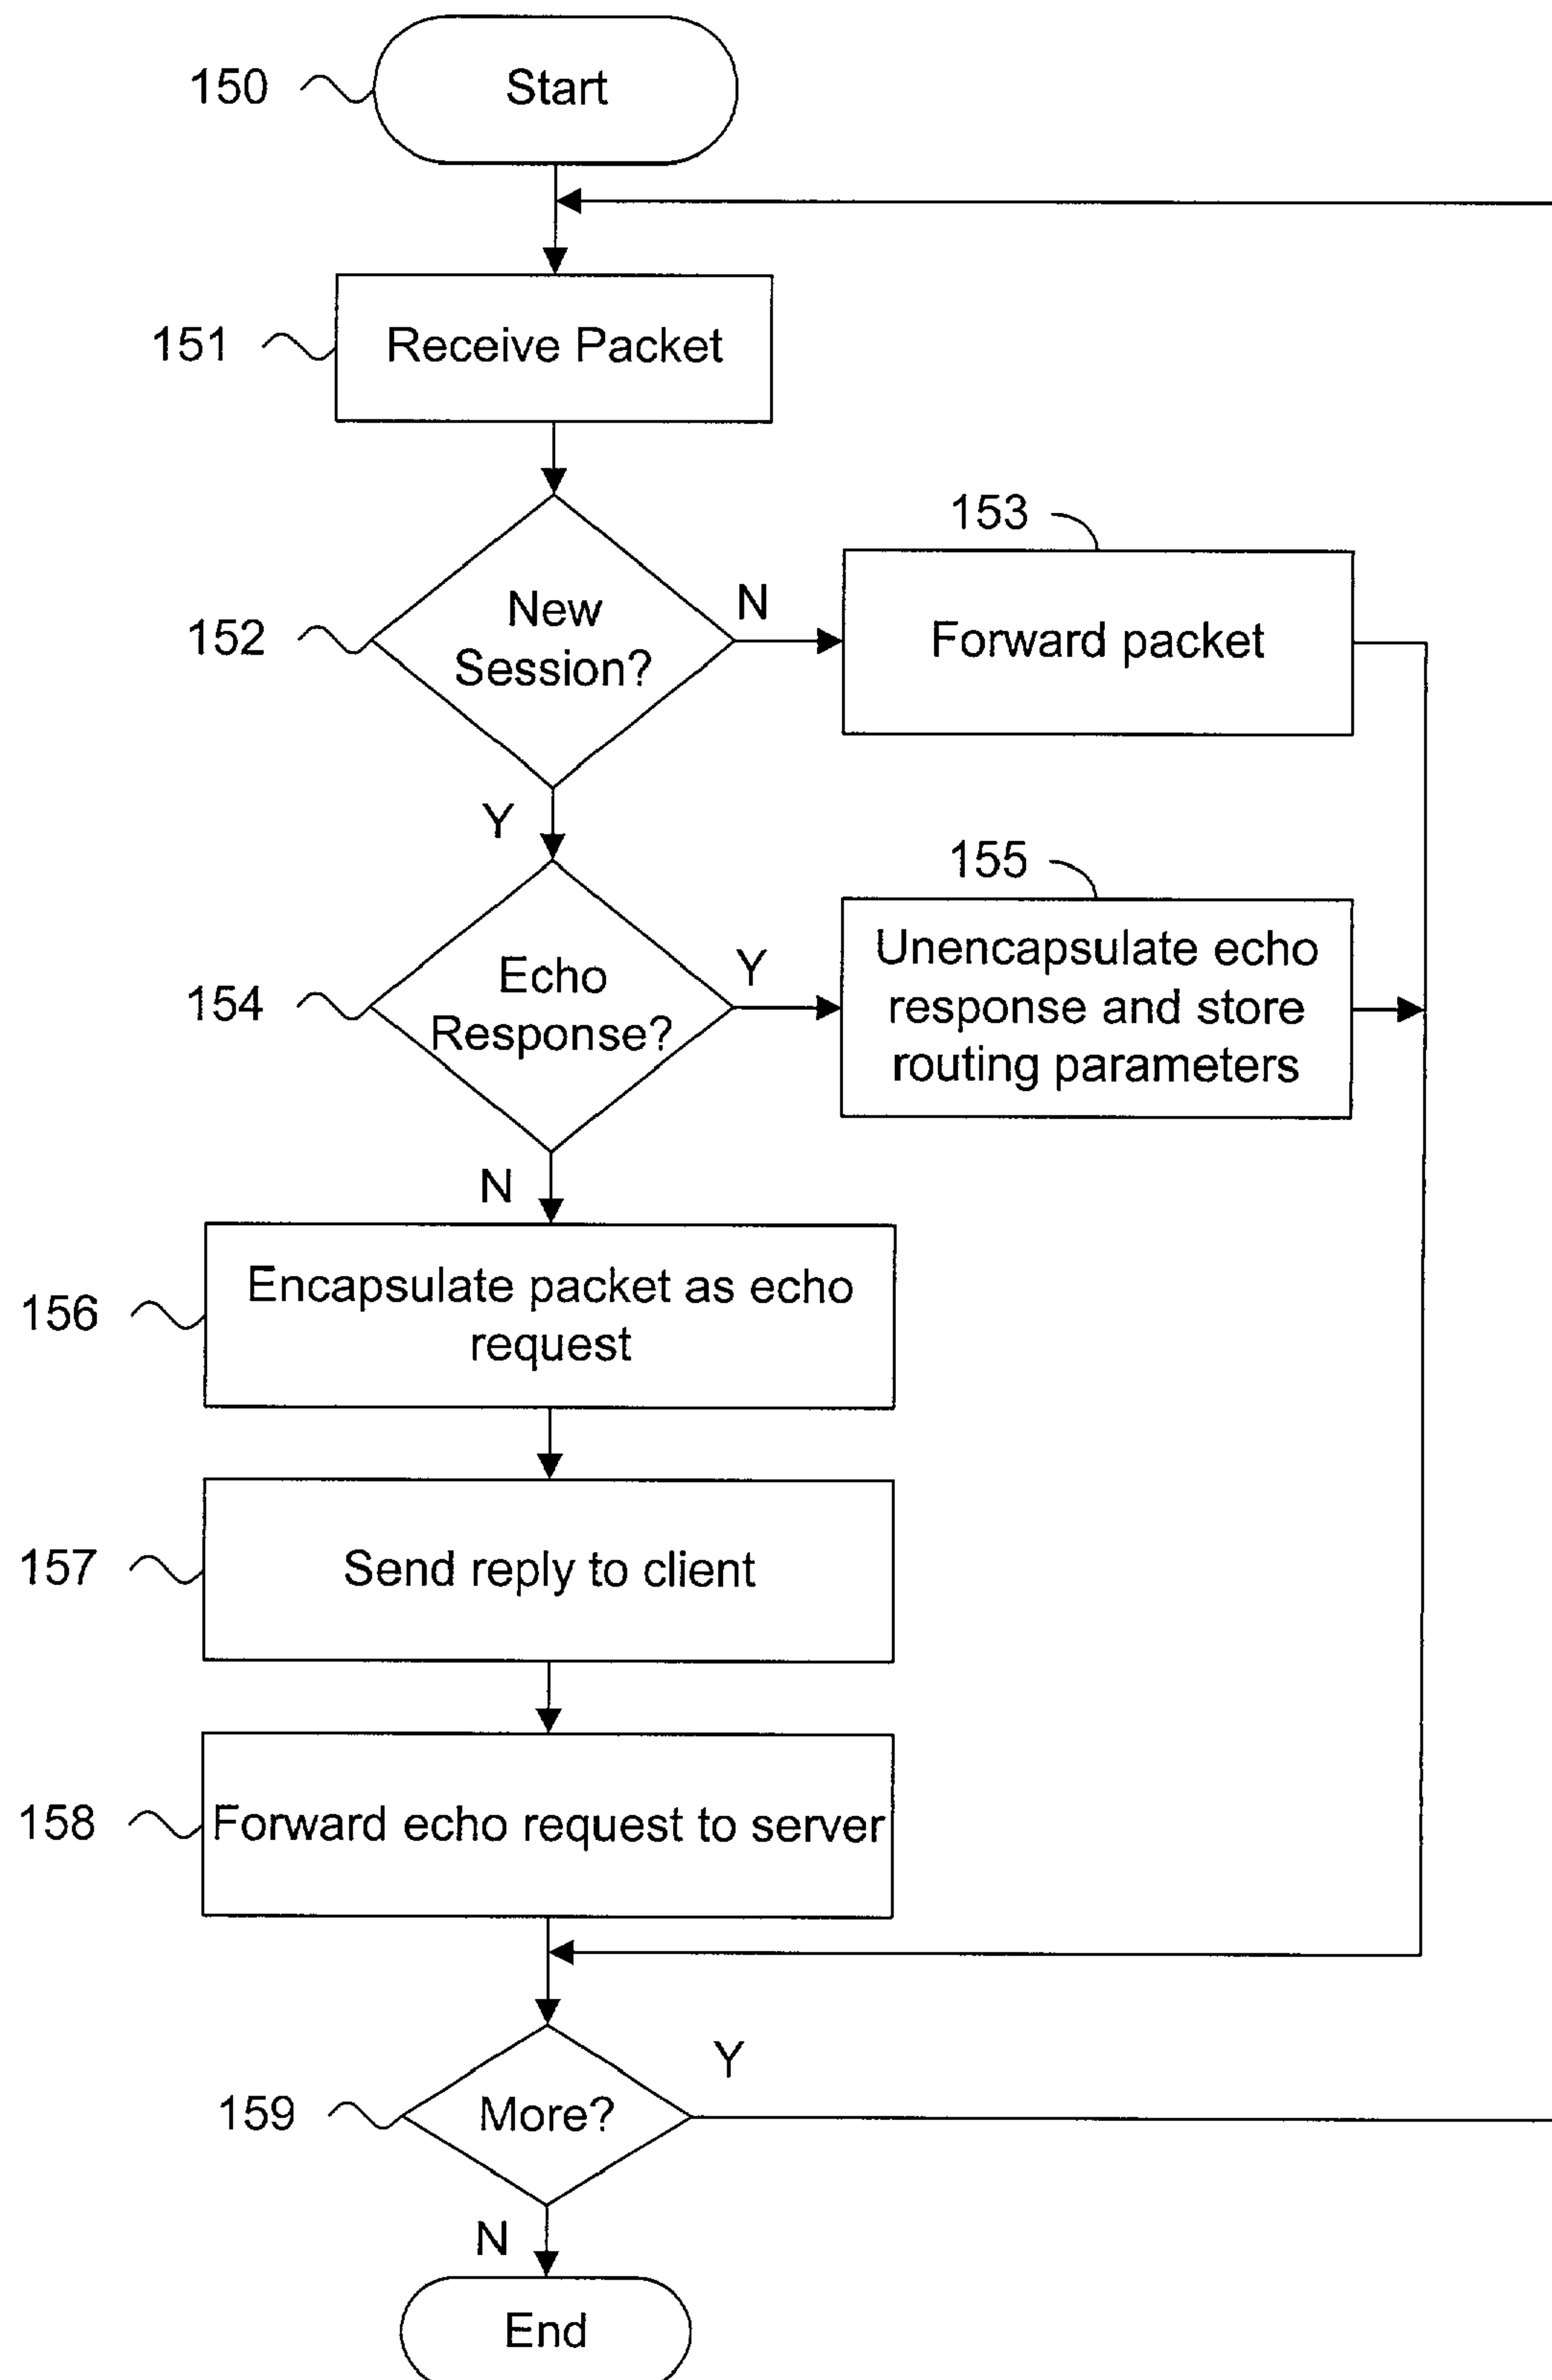 150
Start
151
Receive Packet
152
New
Session?
N
153
Forward packet
Y
154
Echo
Response?
Y
155
Unencapsulate echo
response and store
routing parameters
N
156
Encapsulate packet as echo
request
157
Send reply to client
158
Forward echo request to server
159
More?
Y
N
End